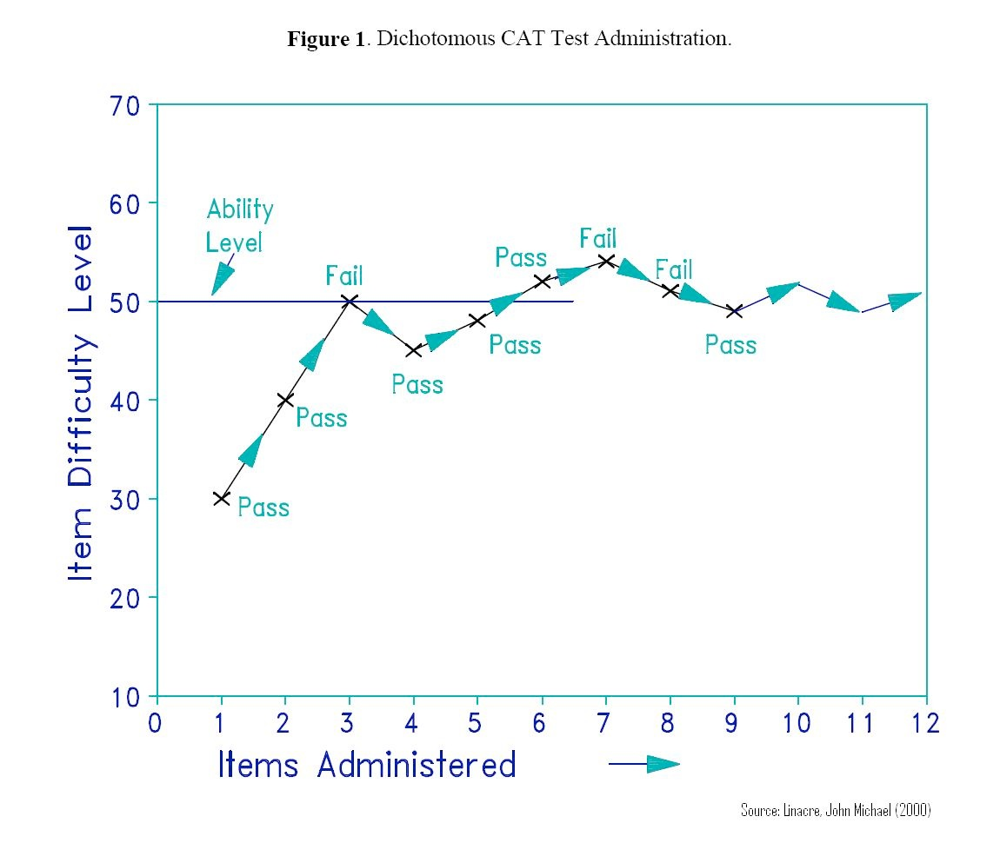 Figure 1. Dichotomous CAT Test Administration.
70
60
50
40
30
20
10
Item Difficulty Level
Ability
Level
Pass
Pass
Fail
Pass
Pass
Pass
Fail
Fail
Pass
0 1 2 3 4 5 6 7 8 9 10 11 12
Items Administered
Source: Linacre, John Michael (2000)